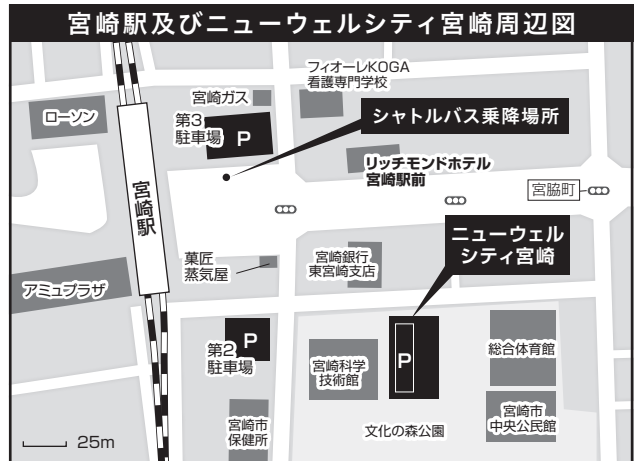 宮崎駅及びニューウェルシティ宮崎周辺図
フィオーレKOGA
看護専門学校
宮崎ガス
ローソン
第3
駐車場
P
シャトルバス乗降場所
リッチモンドホテル
宮崎駅前
宮崎駅
宮脇町
ニューウェル
シティ宮崎
菓匠
蒸気屋
宮崎銀行
東宮崎支店
アミュプラザ
第2
駐車場
P
宮崎科学
技術館
P
総合体育館
宮崎市
保健所
文化の森公園
宮崎市
中央公民館
25m